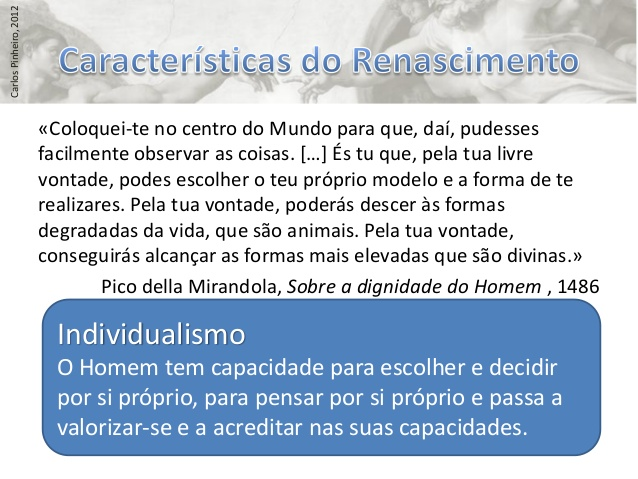 Carlos Pinheiro, 2012
Características do Renascimento
«Coloquei-te no centro do Mundo para que, daí, pudesses
facilmente observar as coisas. […] És tu que, pela tua livre
vontade, podes escolher o teu próprio modelo e a forma de te
realizares. Pela tua vontade, poderás descer às formas
degradadas da vida, que são animais. Pela tua vontade,
conseguirás alcançar as formas mais elevadas que são divinas.»
Pico della Mirandola, Sobre a dignidade do Homem , 1486
Individualismo
O Homem tem capacidade para escolher e decidir
por si próprio, para pensar por si próprio e passa a
valorizar-se e a acreditar nas suas capacidades.